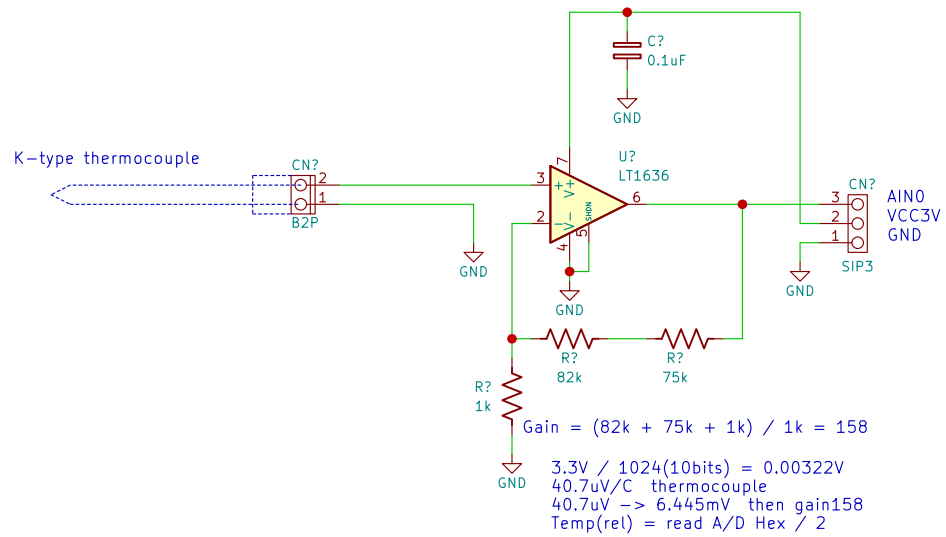 C?
0.1uF
GND
K-type thermocouple
CN?
2
1
B2P
GND
U?
LT1636
7
3
+
V+
6
2
-
V-
SHDN
4
5
GND
CN?
3
2
1
AIN0
VCC3V
GND
SIP3
GND
R?
82k
R?
75k
R?
1k
GND
Gain = (82k + 75k + 1k) / 1k = 158
3.3V / 1024(10bits) = 0.00322V
40.7uV/C thermocouple
40.7uV -> 6.445mV then gain158
Temp(rel) = read A/D Hex / 2